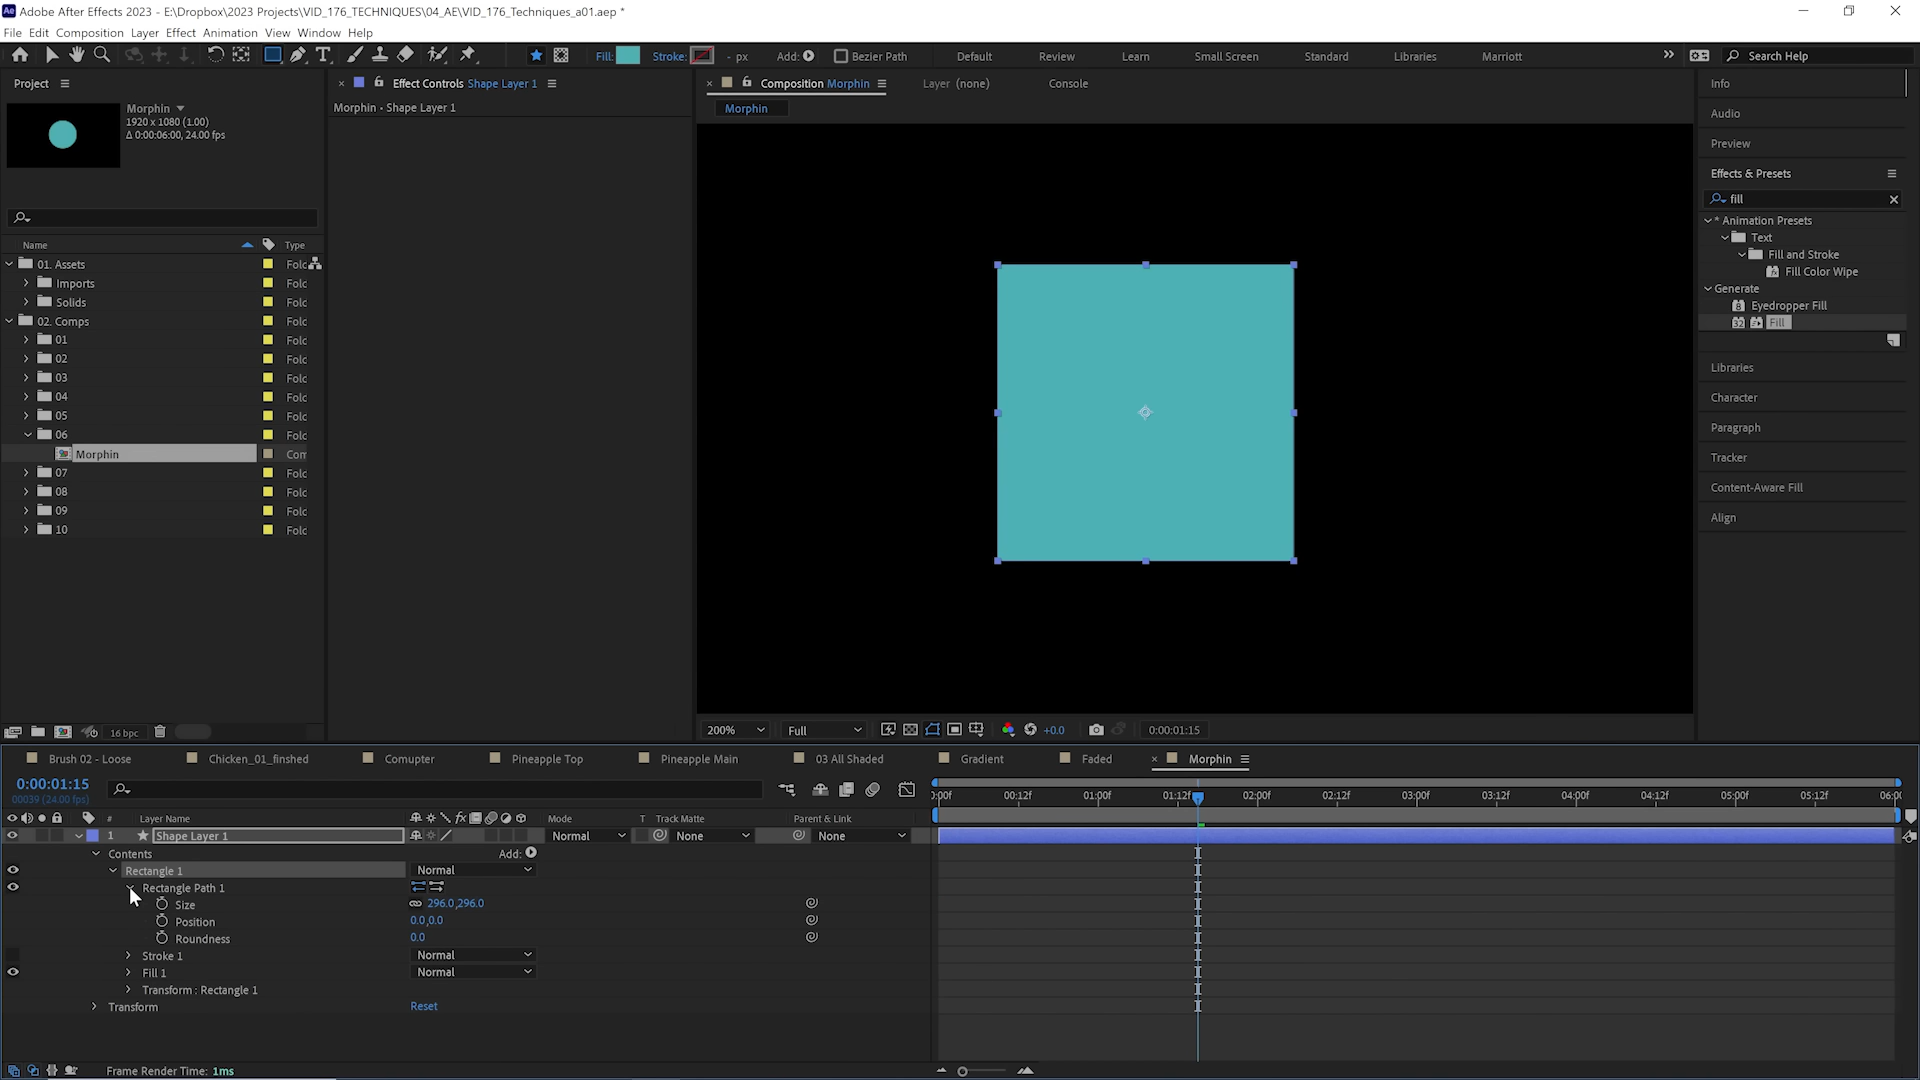 Adobe After Effects 2023 - E:\Dropbox\2023 Projects\VID_176_TECHNIQUES\04_AE\VID_176_Techniques_a01.aep *
File Edit Composition Layer Effect Animation View Window Help
Fill: Stroke: - px Add: Bezier Path Default Review Learn Small Screen Standard Libraries Marriott >> Search Help
Project
Effect Controls Shape Layer 1
Composition Morphin
Layer (none)
Console
Info
Morphin
1920 x 1080 (1.00)
Δ 0:00:06:00, 24.00 fps
Morphin • Shape Layer 1
Morphin
Audio
Preview
Effects & Presets
fill
* Animation Presets
Text
Fill and Stroke
Fill Color Wipe
Generate
Eyedropper Fill
Fill
Libraries
Character
Paragraph
Tracker
Content-Aware Fill
Align
Name Type
01. Assets Folc
Imports Folc
Solids Folc
02. Comps Folc
01 Folc
02 Folc
03 Folc
04 Folc
05 Folc
06 Folc
Morphin Com
07 Folc
08 Folc
09 Folc
10 Folc
16 bpc
200% Full +0.0 0:00:01:15
Brush 02 - Loose Chicken_01_finshed Comupter Pineapple Top Pineapple Main 03 All Shaded Gradient Faded Morphin
0:00:01:15
00039 (24.00 fps)
):00f 00:12f 01:00f 01:12f 02:00f 02:12f 03:00f 03:12f 04:00f 04:12f 05:00f 05:12f 06:0(
# Layer Name fx Mode T Track Matte Parent & Link
1 Shape Layer 1 Normal None None
Contents Add:
Rectangle 1 Normal
Rectangle Path 1
Size 296.0,296.0
Position 0.0,0.0
Roundness 0.0
Stroke 1 Normal
Fill 1 Normal
Transform : Rectangle 1
Transform Reset
Frame Render Time: 1ms